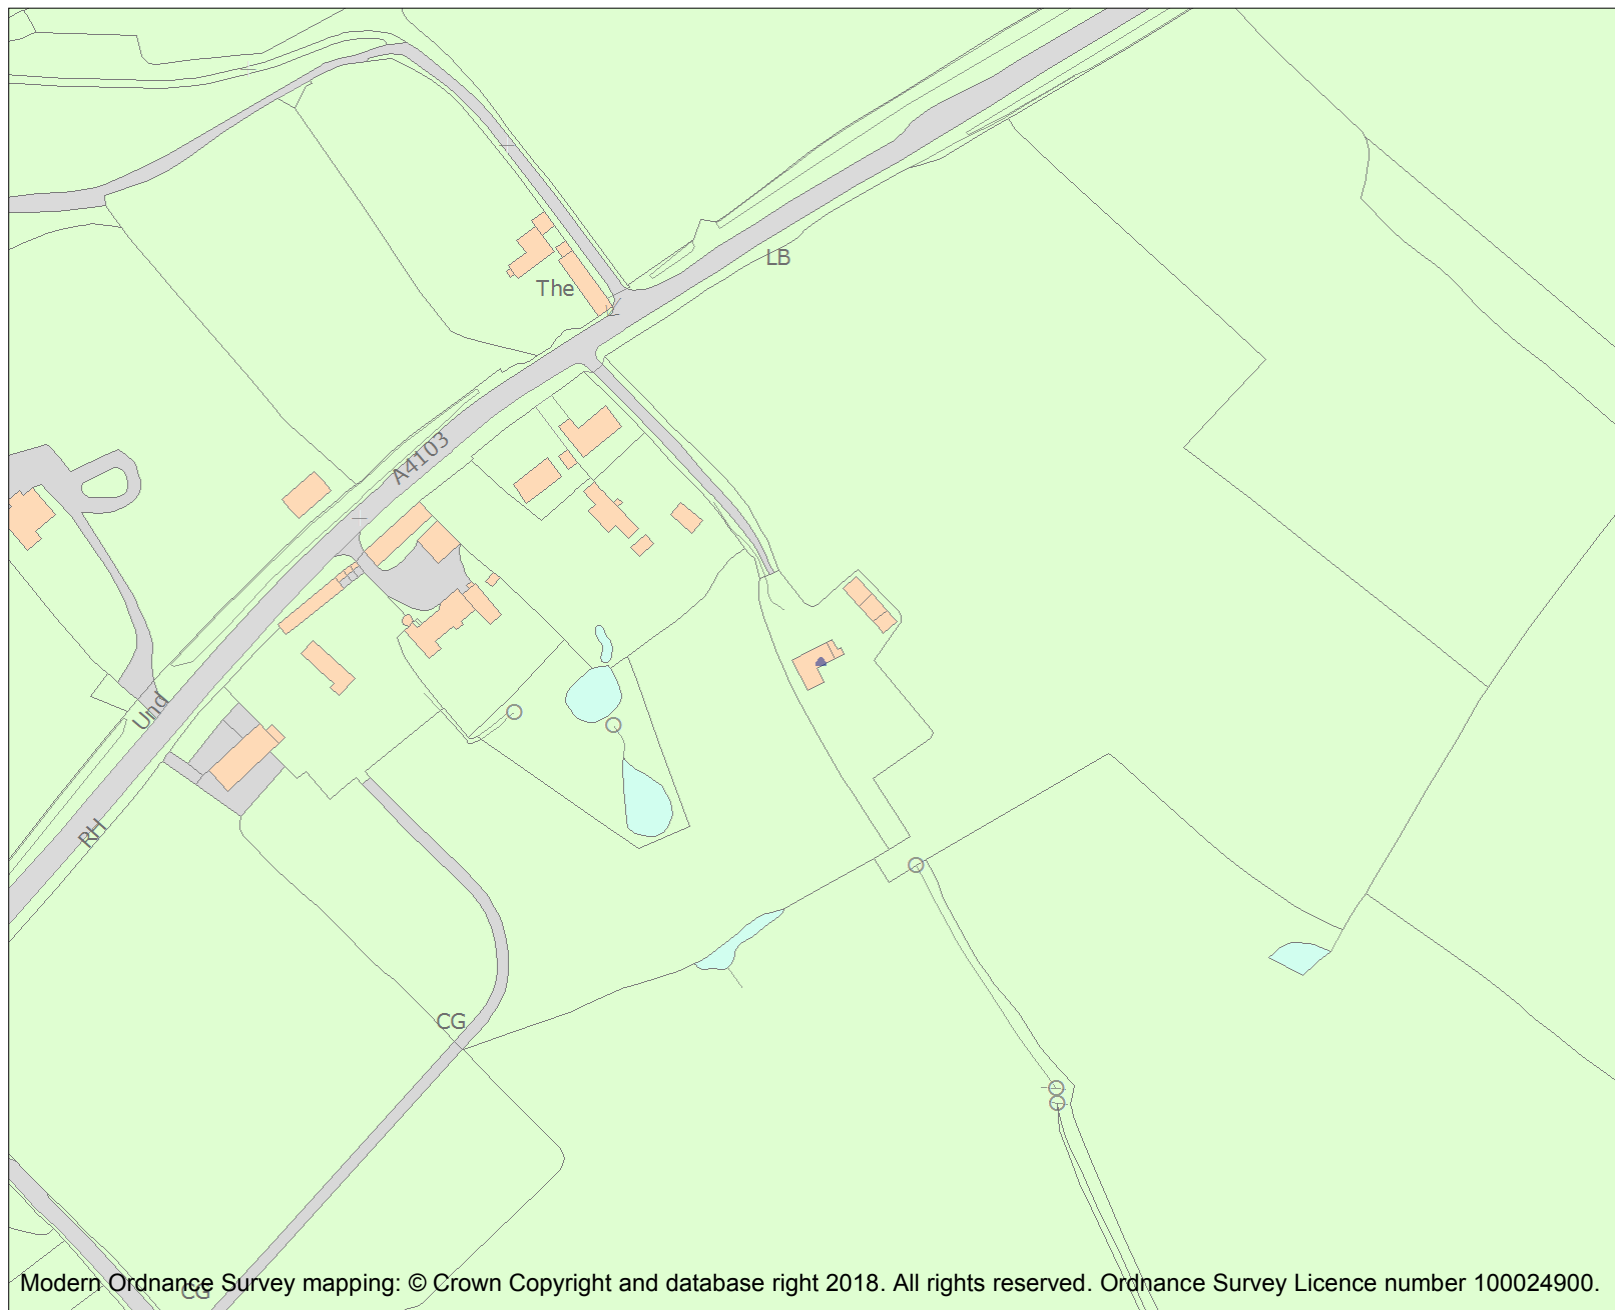 LB
The
A4103
Und
RH
CG
CG
Modern Ordnance Survey mapping: © Crown Copyright and database right 2018. All rights reserved. Ordnance Survey Licence number 100024900.